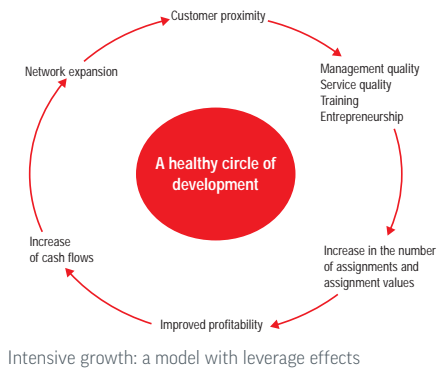 Customer proximity
Network expansion
Management quality
Service quality
Training
Entrepreneurship
A healthy circle of
development
Increase
of cash flows
Increase in the number
of assignments and
assignment values
Improved profitability
Intensive growth: a model with leverage effects